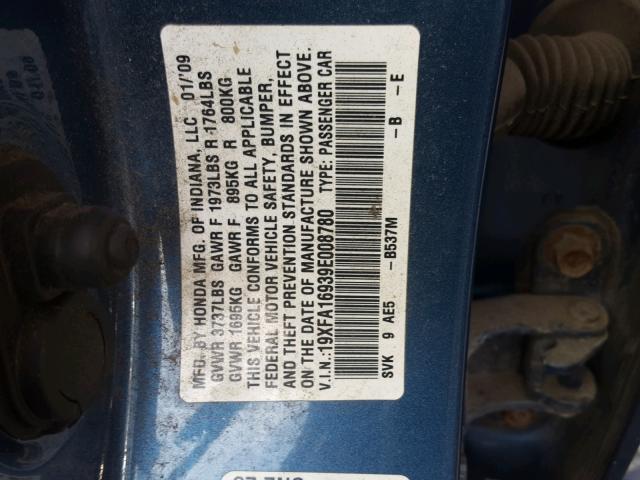 MFD. BY HONDA MFG. OF INDIANA, LLC 01/'09
GVWR 3737LBS GAWR F 1973LBS R 1764LBS
GVWR 1695KG GAWR F 895KG R 800KG
THIS VEHICLE CONFORMS TO ALL APPLICABLE
FEDERAL MOTOR VEHICLE SAFETY, BUMPER,
AND THEFT PREVENTION STANDARDS IN EFFECT
ON THE DATE OF MANUFACTURE SHOWN ABOVE.
V.I.N.:19XFA16939E008780 TYPE: PASSENGER CAR
SVK 9 AE5 -B537M -B -E